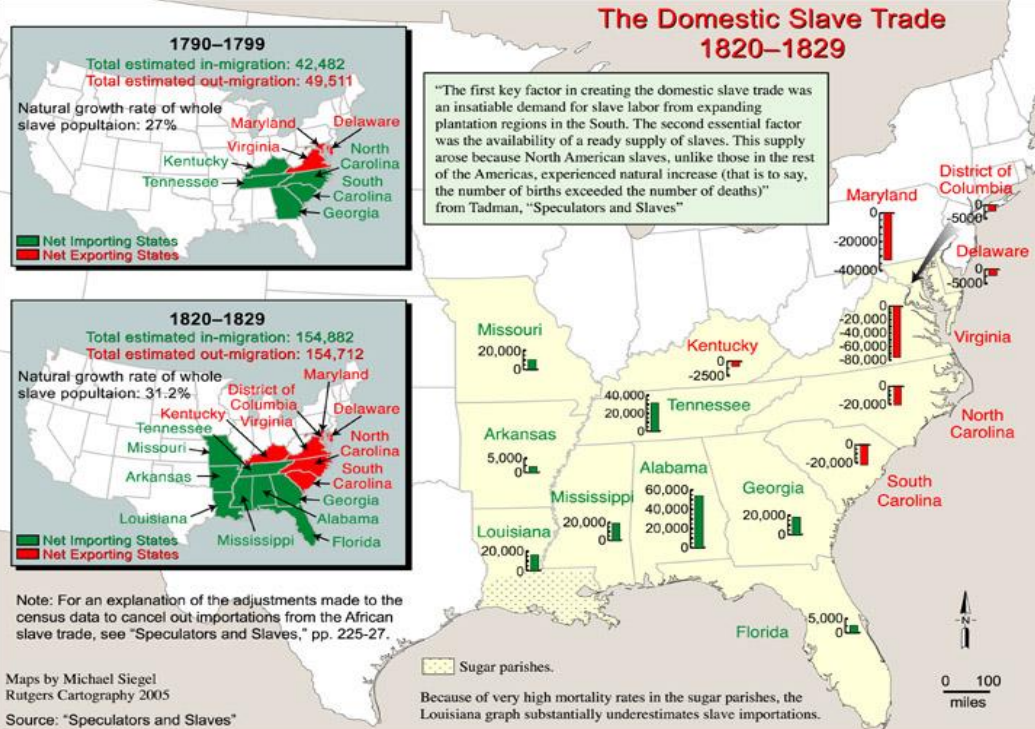 The Domestic Slave Trade
1820–1829
1790–1799
Total estimated in-migration: 42,482
Total estimated out-migration: 49,511
Natural growth rate of whole
slave popultaion: 27%
Maryland
Delaware
Virginia
North
Carolina
Kentucky
Tennessee
South
Carolina
Georgia
Net Importing States
Net Exporting States
"The first key factor in creating the domestic slave trade was
an insatiable demand for slave labor from expanding
plantation regions in the South. The second essential factor
was the availability of a ready supply of slaves. This supply
arose because North American slaves, unlike those in the rest
of the Americas, experienced natural increase (that is to say,
the number of births exceeded the number of deaths)"
from Tadman, "Speculators and Slaves"
1820–1829
Total estimated in-migration: 154,882
Total estimated out-migration: 154,712
Natural growth rate of whole
slave popultaion: 31.2%
Maryland
District of
Columbia
Delaware
Kentucky
Virginia
Tennessee
North
Carolina
Missouri
South
Carolina
Arkansas
Georgia
Louisiana
Alabama
Mississippi
Florida
Net Importing States
Net Exporting States
Maryland
0
-20000
-40000
District of
Columbia
0
-5000
Delaware
0
-5000
Virginia
0
-20,000
-40,000
-60,000
-80,000
Missouri
20,000
0
Kentucky
0
-2500
Tennessee
40,000
20,000
0
North
Carolina
0
-20,000
Arkansas
5,000
0
Mississippi
20,000
0
Alabama
60,000
40,000
20,000
0
Georgia
20,000
0
South
Carolina
0
-20,000
Louisiana
20,000
0
Florida
5,000
0
Note: For an explanation of the adjustments made to the
census data to cancel out importations from the African
slave trade, see "Speculators and Slaves," pp. 225-27.
Maps by Michael Siegel
Rutgers Cartography 2005
Source: "Speculators and Slaves"
Sugar parishes.
Because of very high mortality rates in the sugar parishes, the
Louisiana graph substantially underestimates slave importations.
N
0 100
miles